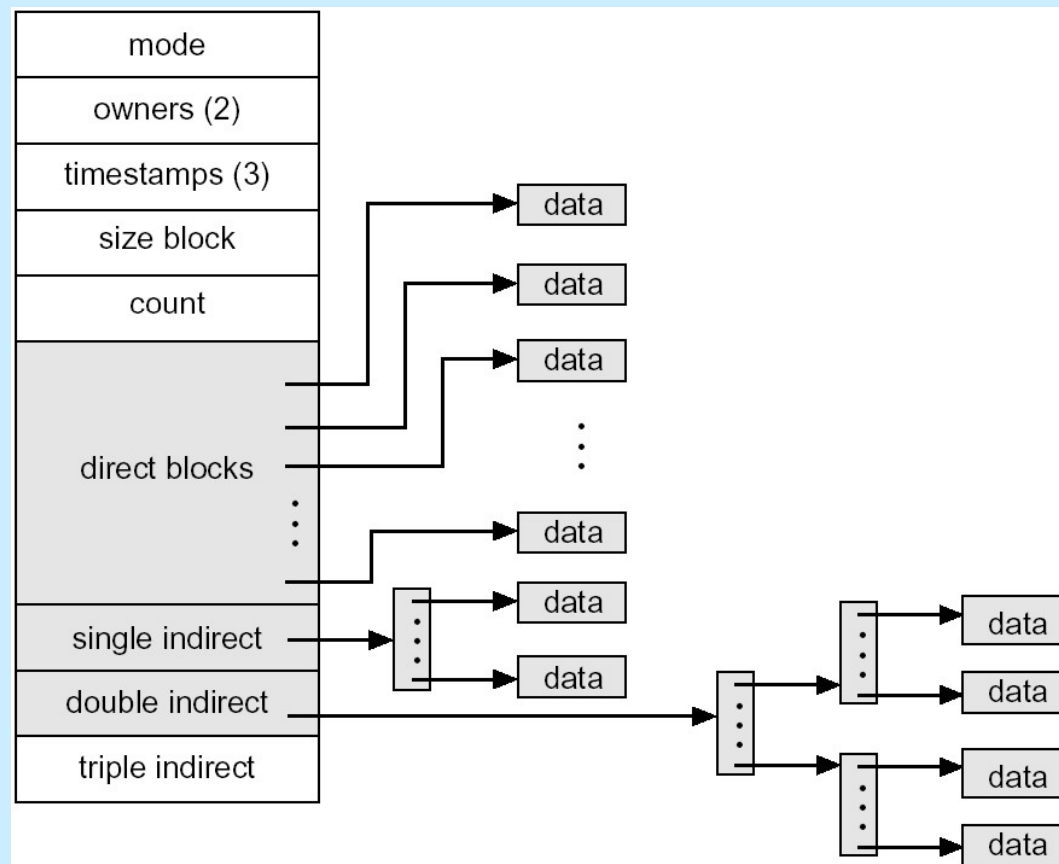 mode
owners (2)
timestamps (3)
size block
count
direct blocks
single indirect
double indirect
triple indirect
data
data
data
data
data
data
data
data
data
data